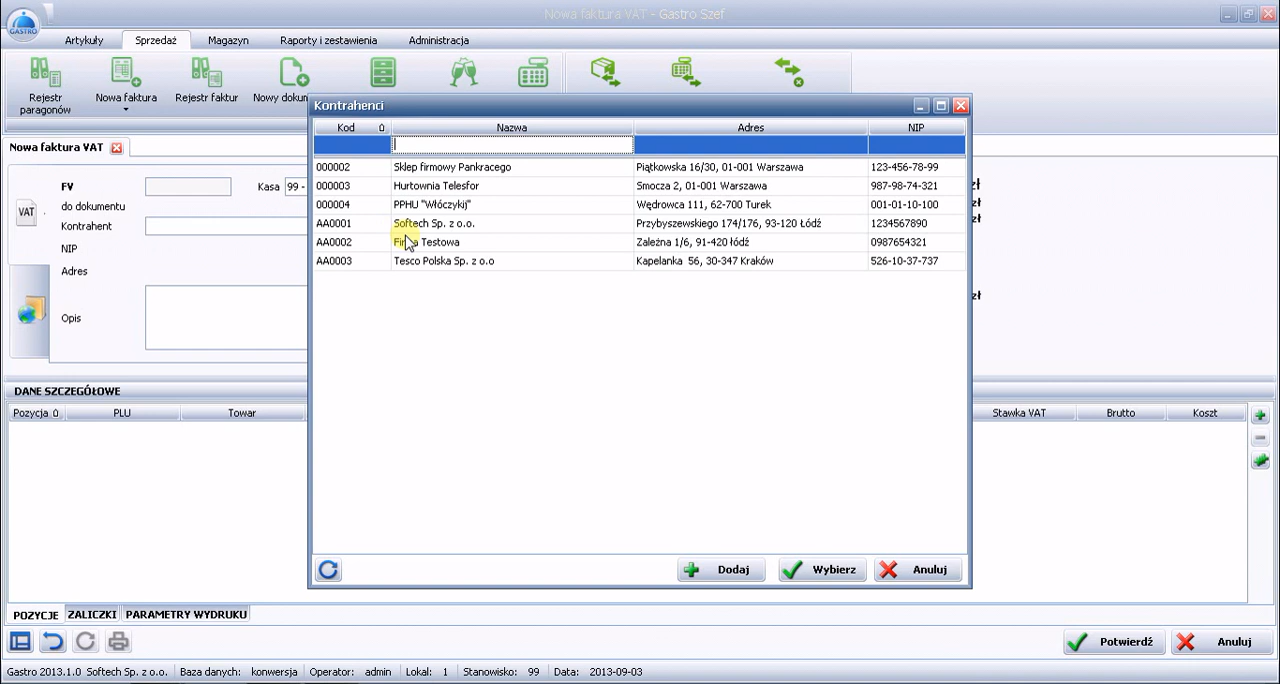 Nowa faktura VAT - Gastro Szef
GASTRO
Artykuły Sprzedaż Magazyn Raporty i zestawienia Administracja
Rejestr paragonów Nowa faktura Rejestr faktur Nowy
Nowa faktura VAT
VAT
FV Kasa 99 -
do dokumentu
Kontrahent
NIP
Adres
Opis
Kontrahenci
Kod Nazwa Adres NIP
000002 Sklep firmowy Pankracego Piątkowska 16/30, 01-001 Warszawa 123-456-78-99
000003 Hurtownia Telesfor Smocza 2, 01-001 Warszawa 987-98-74-321
000004 PPHU "Włóczykij" Wędrowca 111, 62-700 Turek 001-01-10-100
AA0001 Softech Sp. z o.o. Przybyszewskiego 174/176, 93-120 Łódź 1234567890
AA0002 Firma Testowa Zależna 1/6, 91-420 łódź 0987654321
AA0003 Tesco Polska Sp. z o.o Kapelanka 56, 30-347 Kraków 526-10-37-737
Dodaj Wybierz Anuluj
zł
zł
zł
zł
DANE SZCZEGÓŁOWE
Pozycja PLU Towar Stawka VAT Brutto Koszt
POZYCJE ZALICZKI PARAMETRY WYDRUKU
Potwierdź Anuluj
Gastro 2013.1.0 Softech Sp. z o.o. Baza danych: konwersja Operator: admin Lokal: 1 Stanowisko: 99 Data: 2013-09-03